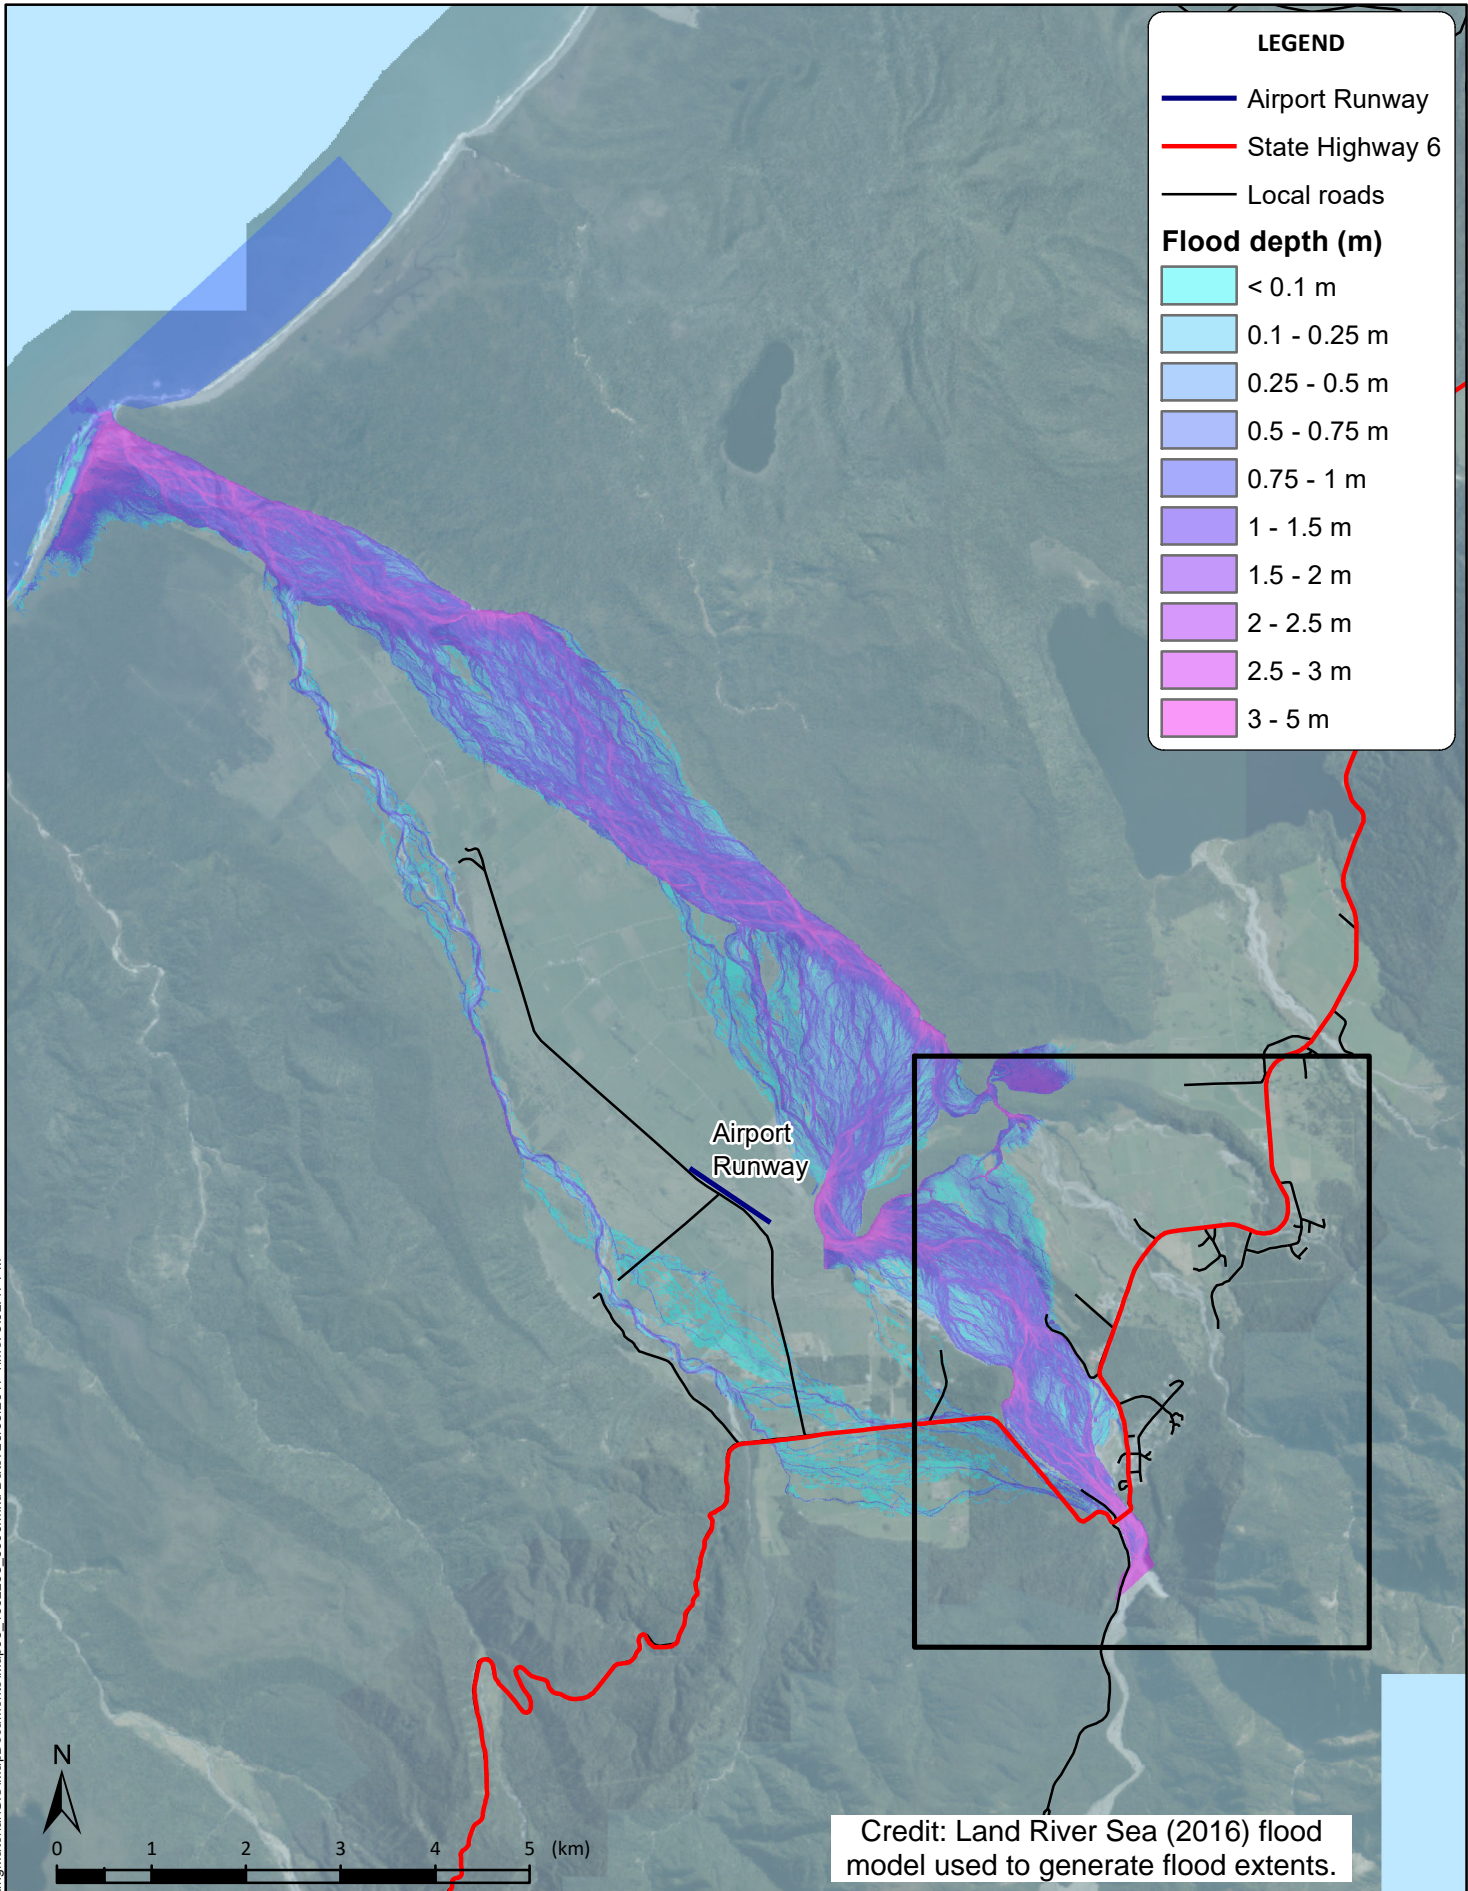 LEGEND
Airport Runway
State Highway 6
Local roads
Flood depth (m)
< 0.1 m
0.1 - 0.25 m
0.25 - 0.5 m
0.5 - 0.75 m
0.75 - 1 m
1 - 1.5 m
1.5 - 2 m
2 - 2.5 m
2.5 - 3 m
3 - 5 m
Airport
Runway
N
0 1 2 3 4 5 (km)
Credit: Land River Sea (2016) flood
model used to generate flood extents.